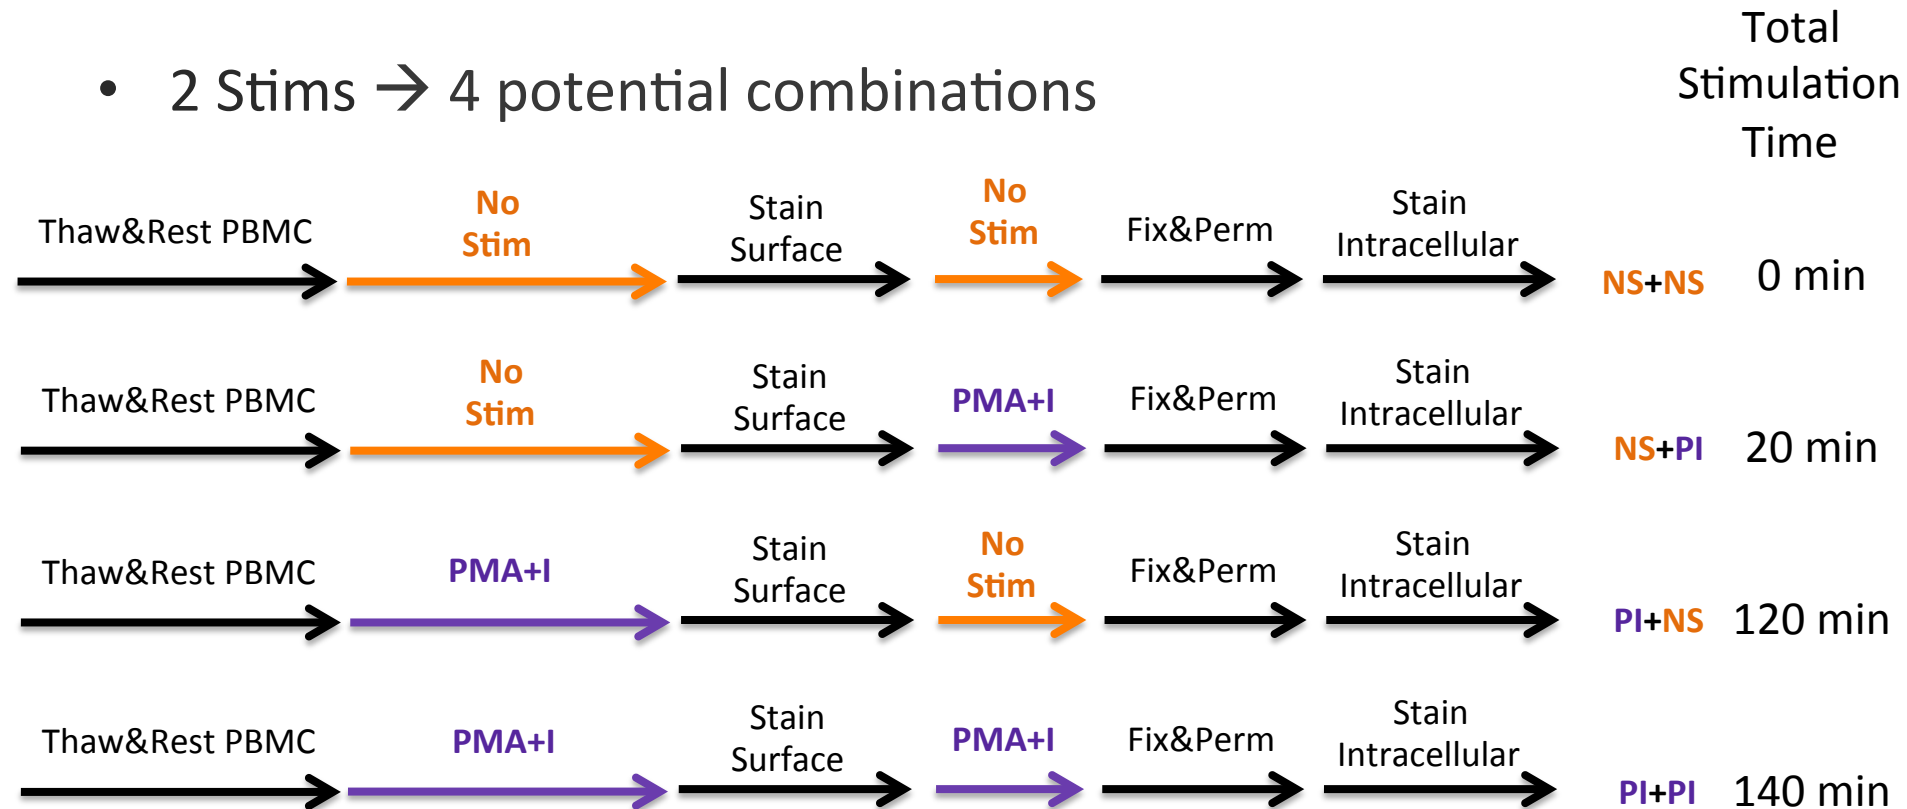 Total
Stimulation
Time
• 2 Stims → 4 potential combinations
Thaw&Rest PBMC
No
Stim
Stain
Surface
No
Stim
Fix&Perm
Stain
Intracellular
NS+NS
0 min
Thaw&Rest PBMC
No
Stim
Stain
Surface
PMA+I
Fix&Perm
Stain
Intracellular
NS+PI
20 min
Thaw&Rest PBMC
PMA+I
Stain
Surface
No
Stim
Fix&Perm
Stain
Intracellular
PI+NS
120 min
Thaw&Rest PBMC
PMA+I
Stain
Surface
PMA+I
Fix&Perm
Stain
Intracellular
PI+PI
140 min